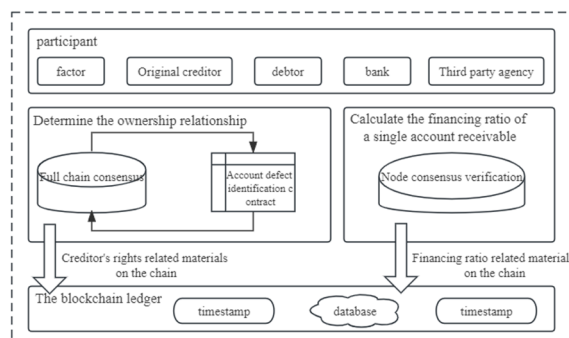 participant
factor
Original creditor
debtor
bank
Third party agency
Determine the ownership relationship
Full chain consensus
Account defect
identification c
ontract
Calculate the financing ratio of
a single account receivable
Node consensus verification
Creditor's rights related materials
on the chain
Financing ratio related material
on the chain
The blockchain ledger
timestamp
database
timestamp